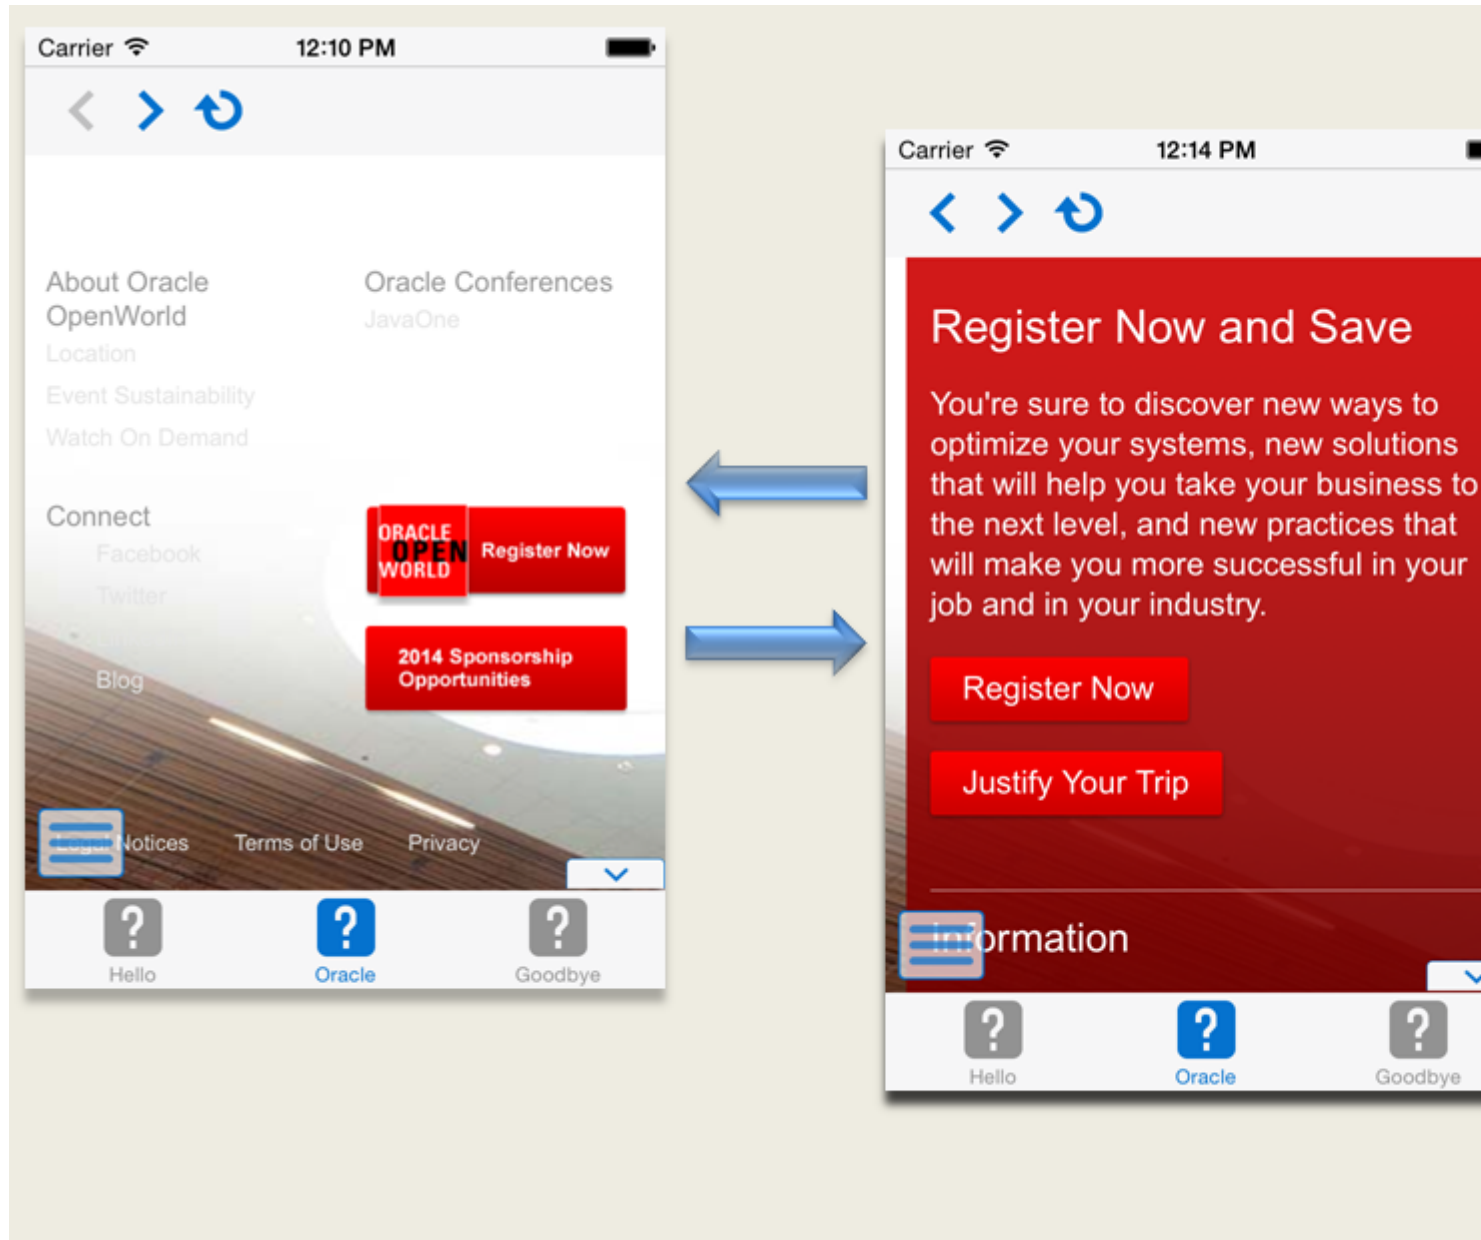 Carrier 12:10 PM
About Oracle
OpenWorld
Location
Event Sustainability
Watch On Demand
Oracle Conferences
JavaOne
Connect
Facebook
Twitter
Blog
ORACLE
OPEN
WORLD
Register Now
2014 Sponsorship
Opportunities
Legal Notices Terms of Use Privacy
Hello Oracle Goodbye
Carrier 12:14 PM
Register Now and Save
You're sure to discover new ways to
optimize your systems, new solutions
that will help you take your business to
the next level, and new practices that
will make you more successful in your
job and in your industry.
Register Now
Justify Your Trip
Information
Hello Oracle Goodbye